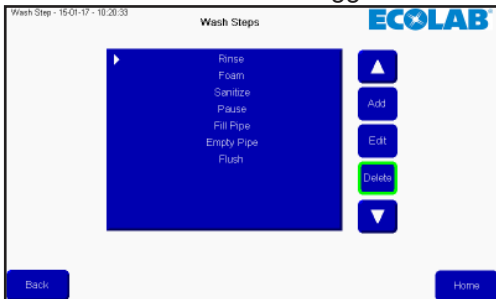 Wash Step - 15-01-17 - 10:20:33
Wash Steps
ECOLAB
Rinse
Foam
Sanitize
Pause
Fill Pipe
Empty Pipe
Flush
Add
Edit
Delete
Back
Home